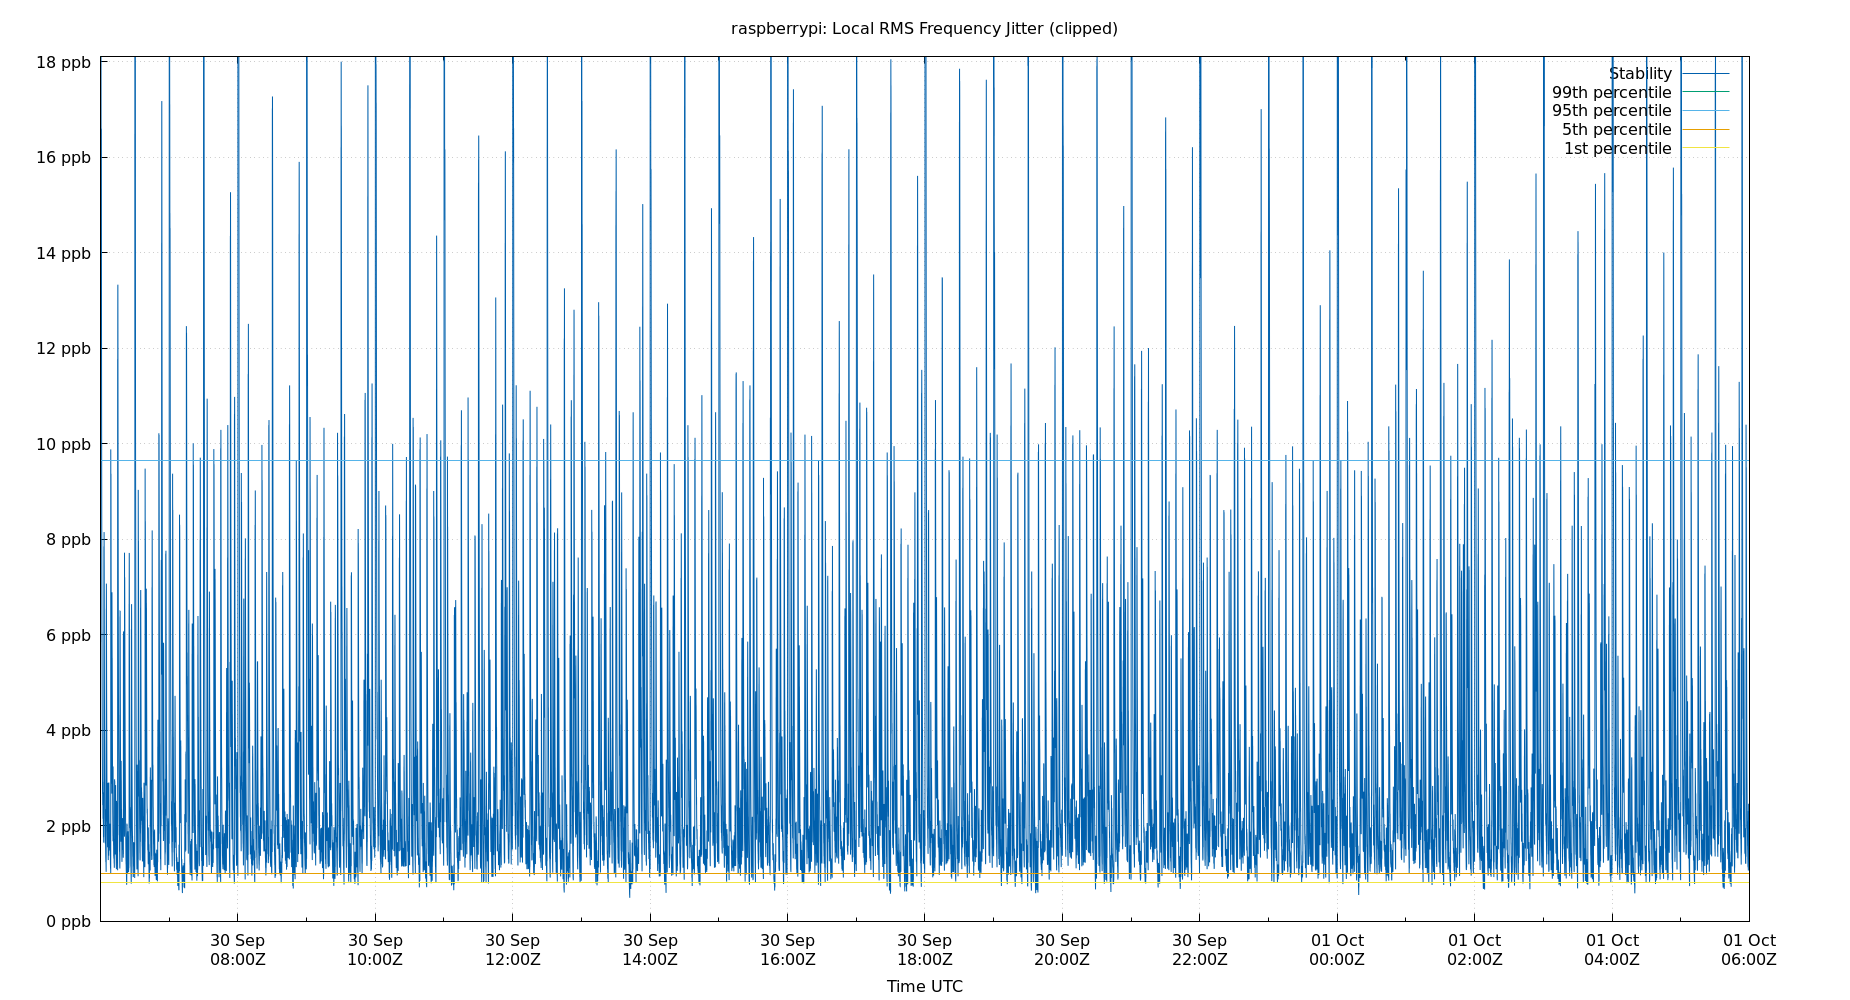 raspberrypi: Local RMS Frequency Jitter (clipped)
18 ppb
16 ppb
14 ppb
12 ppb
10 ppb
8 ppb
6 ppb
4 ppb
2 ppb
0 ppb
Stability
99th percentile
95th percentile
5th percentile
1st percentile
30 Sep 30 Sep 30 Sep 30 Sep 30 Sep 30 Sep 30 Sep 30 Sep 01 Oct 01 Oct 01 Oct 01 Oct
08:00Z 10:00Z 12:00Z 14:00Z 16:00Z 18:00Z 20:00Z 22:00Z 00:00Z 02:00Z 04:00Z 06:00Z
Time UTC